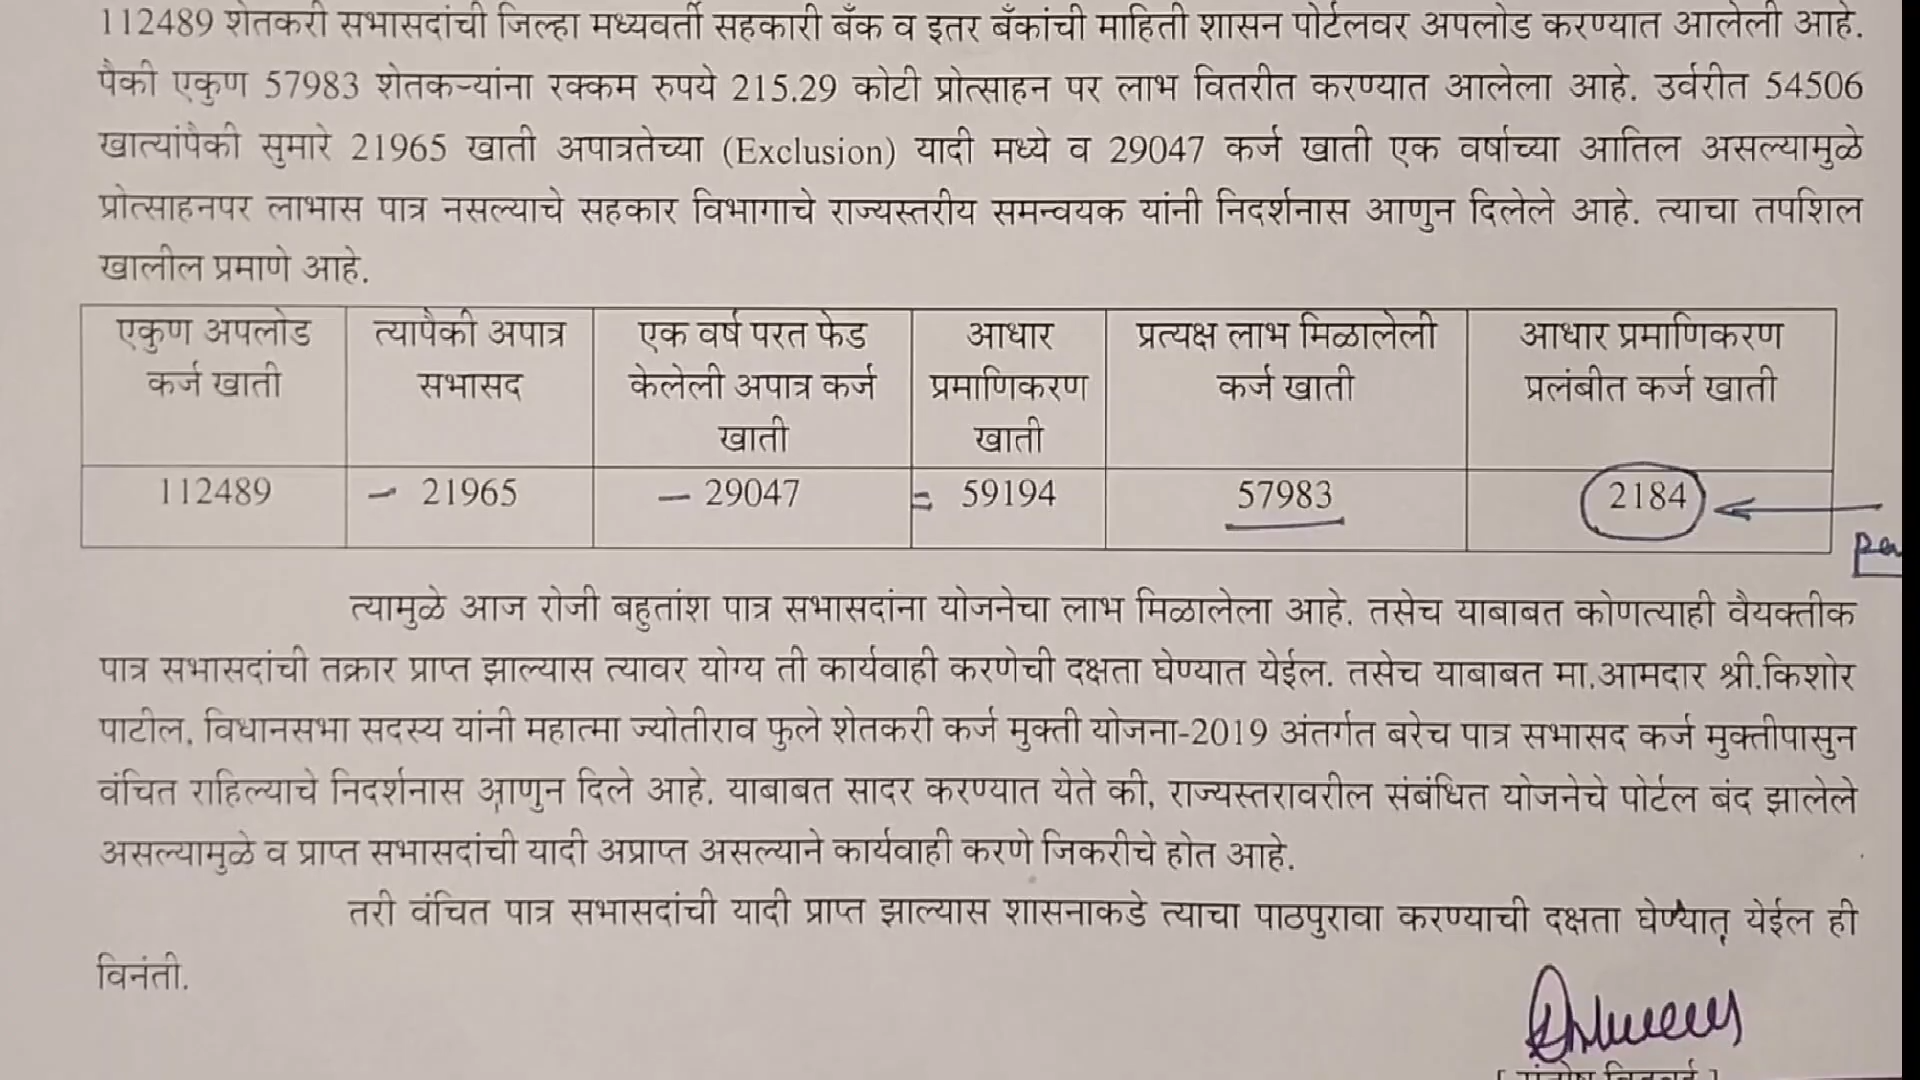 112489 शेतकरी सभासदांची जिल्हा मध्यवर्ती सहकारी बँक व इतर बँकांची माहिती शासन पोर्टलवर अपलोड करण्यात आलेली आहे.
पैकी एकुण 57983 शेतकऱ्यांना रक्कम रुपये 215.29 कोटी प्रोत्साहन पर लाभ वितरीत करण्यात आलेला आहे. उर्वरीत 54506
खात्यांपैकी सुमारे 21965 खाती अपात्रतेच्या (Exclusion) यादी मध्ये व 29047 कर्ज खाती एक वर्षाच्या आतिल असल्यामुळे
प्रोत्साहनपर लाभास पात्र नसल्याचे सहकार विभागाचे राज्यस्तरीय समन्वयक यांनी निदर्शनास आणुन दिलेले आहे. त्याचा तपशिल
खालील प्रमाणे आहे.
एकुण अपलोड कर्ज खाती
त्यापैकी अपात्र सभासद
एक वर्ष परत फेड केलेली अपात्र कर्ज खाती
आधार प्रमाणिकरण खाती
प्रत्यक्ष लाभ मिळालेली कर्ज खाती
आधार प्रमाणिकरण प्रलंबीत कर्ज खाती
112489 – 21965 – 29047 = 59194 57983 2184
त्यामुळे आज रोजी बहुतांश पात्र सभासदांना योजनेचा लाभ मिळालेला आहे. तसेच याबाबत कोणत्याही वैयक्तीक
पात्र सभासदांची तक्रार प्राप्त झाल्यास त्यावर योग्य ती कार्यवाही करणेची दक्षता घेण्यात येईल. तसेच याबाबत मा.आमदार श्री.किशोर
पाटील, विधानसभा सदस्य यांनी महात्मा ज्योतीराव फुले शेतकरी कर्ज मुक्ती योजना-2019 अंतर्गत बरेच पात्र सभासद कर्ज मुक्तीपासुन
वंचित राहिल्याचे निदर्शनास आणुन दिले आहे. याबाबत सादर करण्यात येते की, राज्यस्तरावरील संबंधित योजनेचे पोर्टल बंद झालेले
असल्यामुळे व प्राप्त सभासदांची यादी अप्राप्त असल्याने कार्यवाही करणे जिकरीचे होत आहे.
तरी वंचित पात्र सभासदांची यादी प्राप्त झाल्यास शासनाकडे त्याचा पाठपुरावा करण्याची दक्षता घेण्यात येईल ही
विनंती.